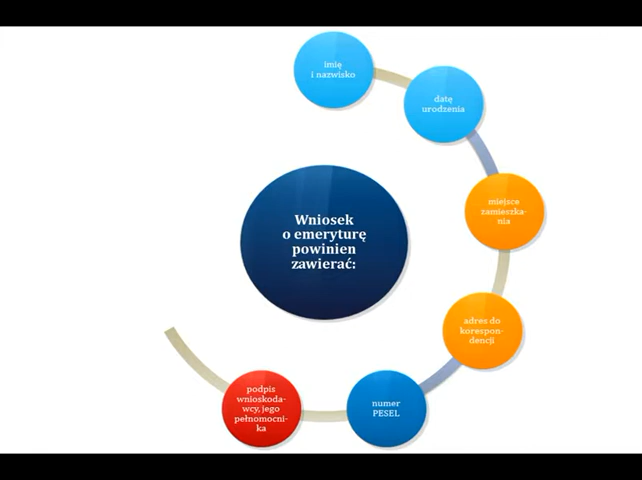 Wniosek
o emeryturę
powinien
zawierać:
imię
i nazwisko
datę
urodzenia
miejsce
zamieszka-
nia
adres do
korespon-
dencji
numer
PESEL
podpis
wnioskoda-
wcy, jego
pełnomocni-
ka